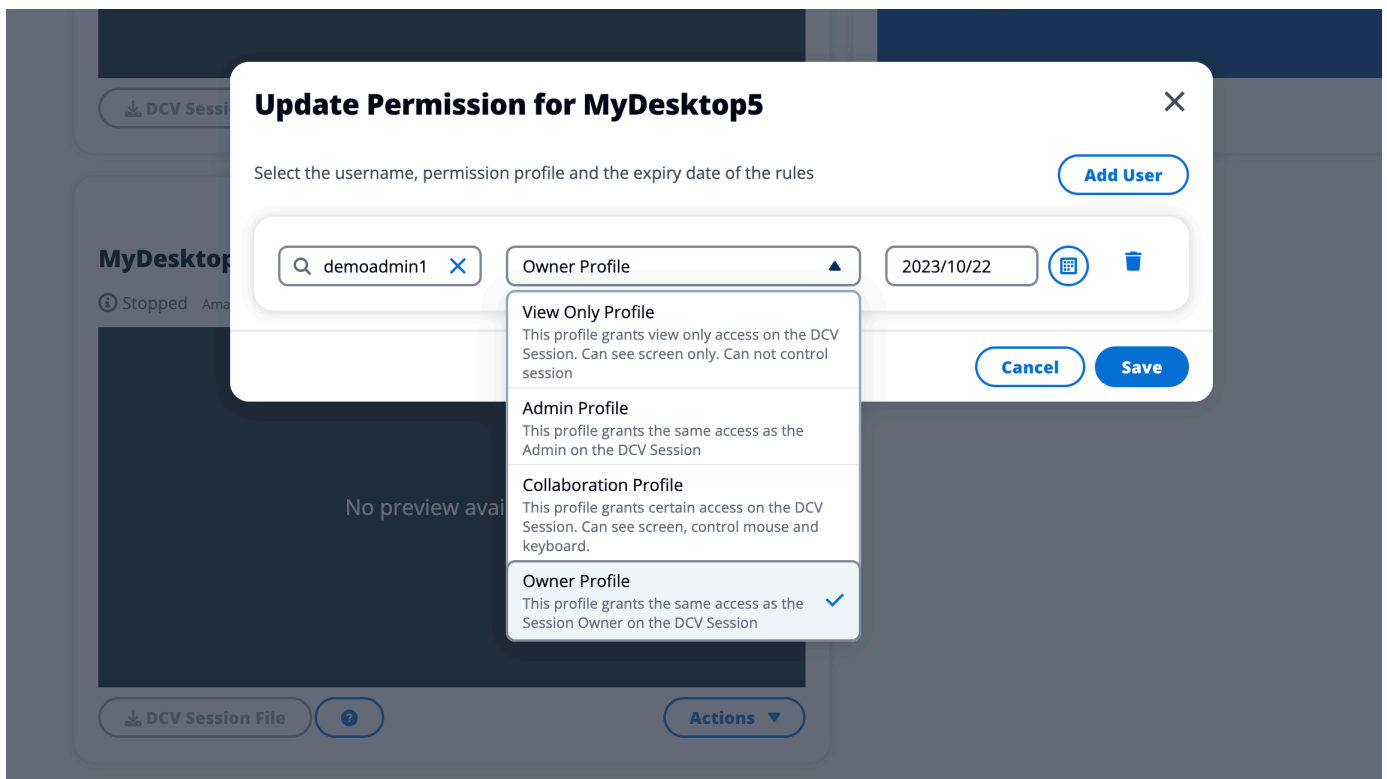 DCV Sessi
Update Permission for MyDesktop5
Select the username, permission profile and the expiry date of the rules
Add User
MyDesktop
demoadmin1
Owner Profile
2023/10/22
Stopped Ama
View Only Profile
This profile grants view only access on the DCV
Session. Can see screen only. Can not control
session
Cancel
Save
Admin Profile
This profile grants the same access as the
Admin on the DCV Session
Collaboration Profile
This profile grants certain access on the DCV
Session. Can see screen, control mouse and
keyboard.
No preview avai
Owner Profile
This profile grants the same access as the
Session Owner on the DCV Session
DCV Session File
Actions